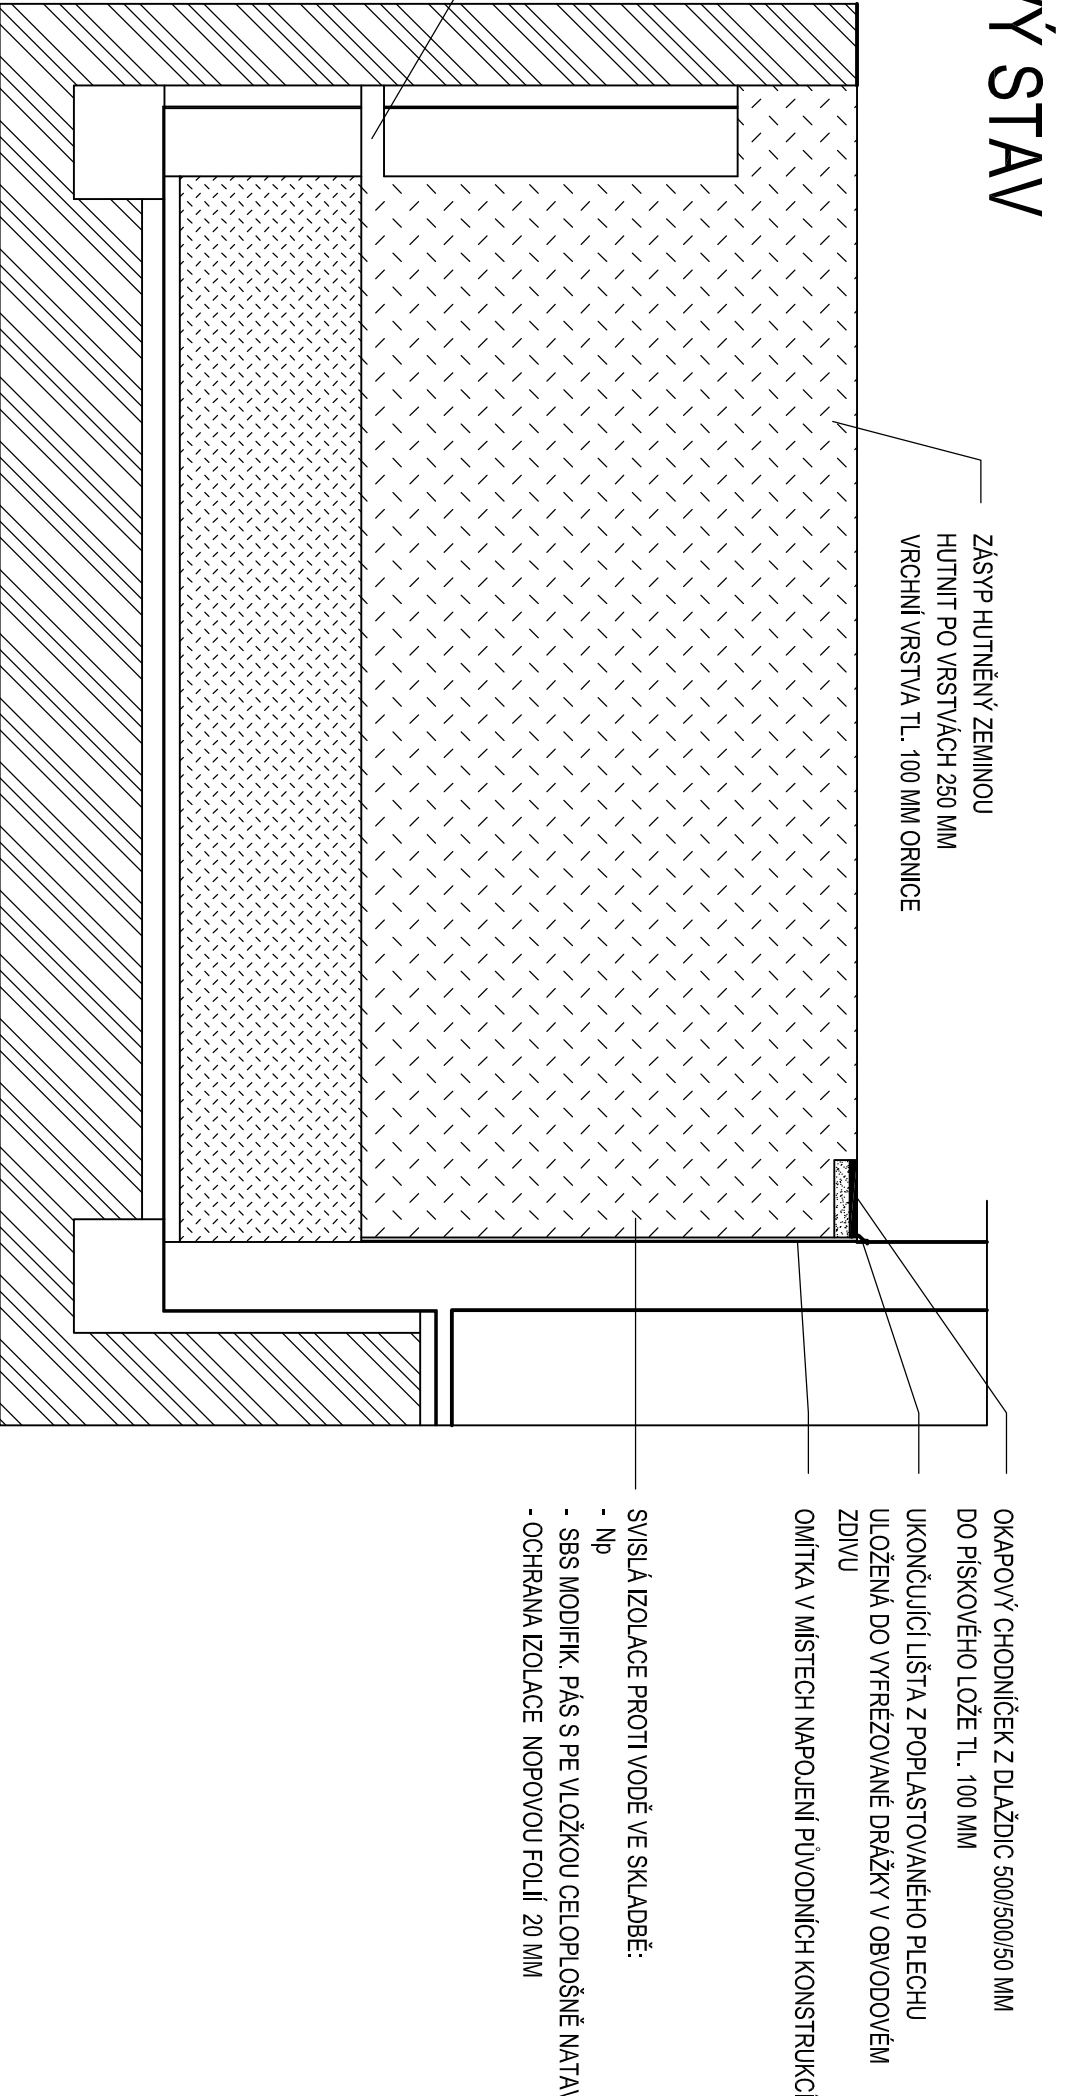 Ý STAV
ZÁSYP HUTNĚNÝ ZEMINOU
HUTNIT PO VRSTVÁCH 250 MM
VRCHNÍ VRSTVA TL. 100 MM ORNICE
OKAPOVÝ CHODNÍČEK Z DLAŽDIC 500/500/50 MM
DO PÍSKOVÉHO LOŽE TL. 100 MM
UKONČUJÍCÍ LIŠTA Z POPLASTOVANÉHO PLECHU
ULOŽENÁ DO VYFRÉZOVANÉ DRÁŽKY V OBVODOVÉM
ZDIVU
OMÍTKA V MÍSTECH NAPOJENÍ PŮVODNÍCH KONSTRUKCÍ
SVISLÁ IZOLACE PROTI VODĚ VE SKLADBĚ:
- Np
- SBS MODIFIK. PÁS S PE VLOŽKOU CELOPLOŠNĚ NATAV
- OCHRANA IZOLACE NOPOVOU FOLIÍ 20 MM